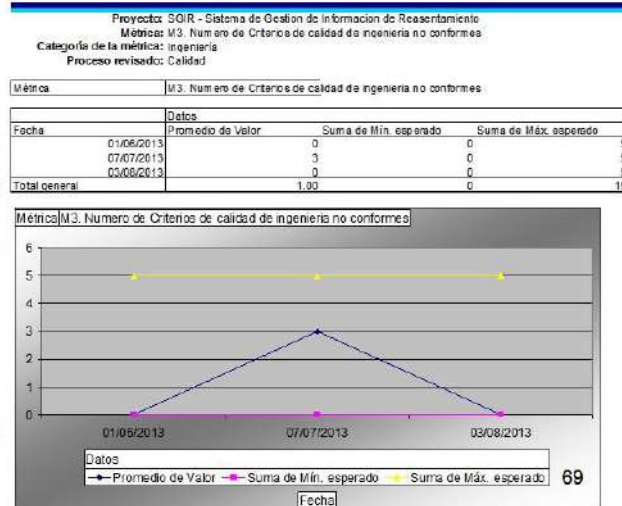 Proyecto: SGIR - Sistema de Gestion de Informacion de Reasentamiento
Métrica: M3. Numero de Criterios de calidad de ingenieria no conformes
Categoría de la métrica: Ingeniería
Proceso revisado: Calidad
Métrica M3. Numero de Criterios de calidad de ingenieria no conformes
Datos
Fecha Promedio de Valor Suma de Mín. esperado Suma de Máx. esperado
01/06/2013 0 0
07/07/2013 3 0
03/08/2013 0 0
Total general 1.00 0
Métrica M3. Numero de Criterios de calidad de ingenieria no conformes
6
5
4
3
2
1
0
01/06/2013 07/07/2013 03/08/2013
Datos
Promedio de Valor Suma de Mín. esperado Suma de Máx. esperado
69
Fecha